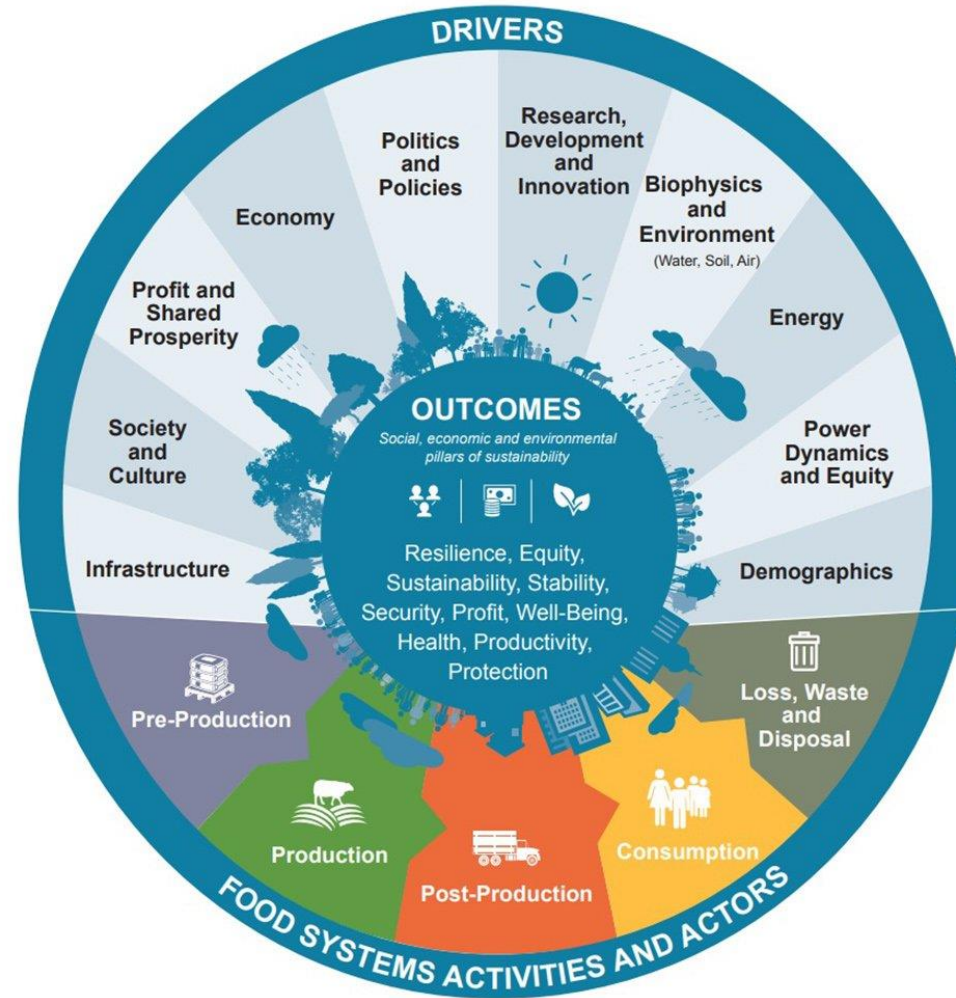 DRIVERS
Politics
and
Policies
Research,
Development
and
Innovation
Economy
Biophysics
and
Environment
(Water, Soil, Air)
Profit and
Shared
Prosperity
Energy
Society
and
Culture
Power
Dynamics
and Equity
Infrastructure
Demographics
OUTCOMES
Social, economic and environmental
pillars of sustainability
Resilience, Equity,
Sustainability, Stability,
Security, Profit, Well-Being,
Health, Productivity,
Protection
Pre-Production
Production
Post-Production
Consumption
Loss, Waste
and
Disposal
FOOD SYSTEMS ACTIVITIES AND ACTORS